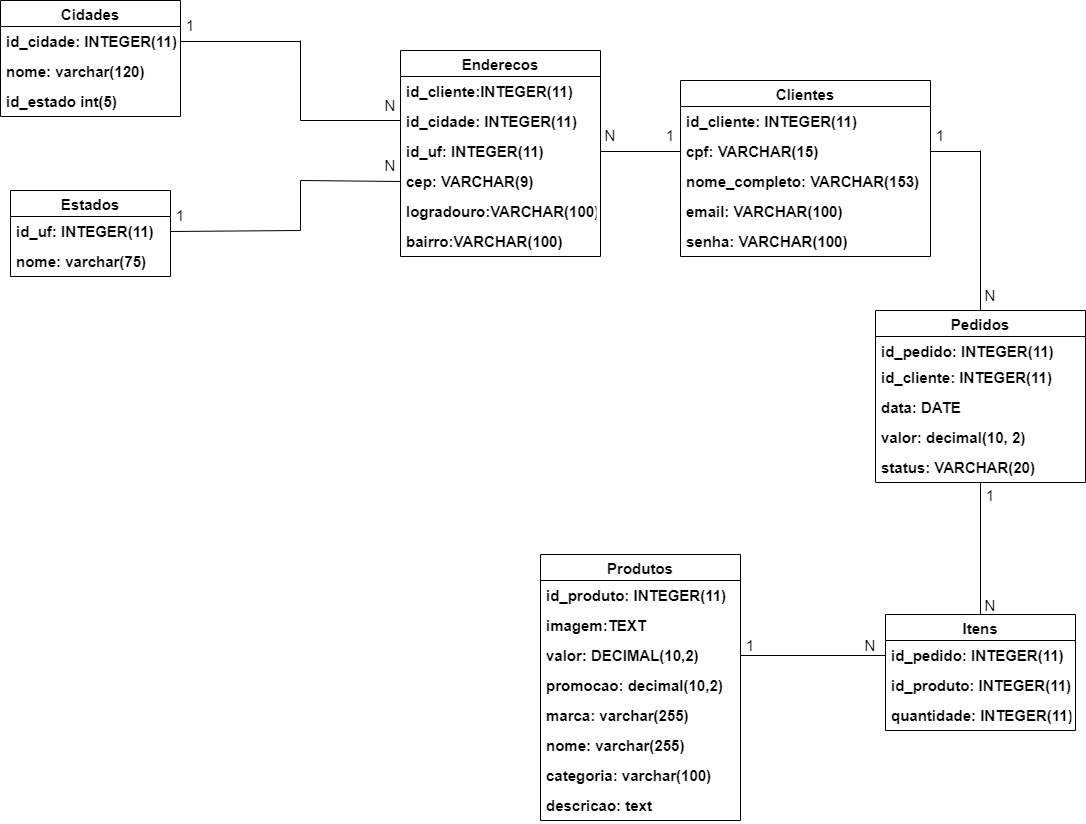 Cidades
id_cidade: INTEGER(11)
nome: varchar(120)
id_estado int(5)
1
N
Estados
id_uf: INTEGER(11)
nome: varchar(75)
1
N
Enderecos
id_cliente:INTEGER(11)
id_cidade: INTEGER(11)
id_uf: INTEGER(11)
cep: VARCHAR(9)
logradouro:VARCHAR(100)
bairro:VARCHAR(100)
N
1
Clientes
id_cliente: INTEGER(11)
cpf: VARCHAR(15)
nome_completo: VARCHAR(153)
email: VARCHAR(100)
senha: VARCHAR(100)
1
N
Pedidos
id_pedido: INTEGER(11)
id_cliente: INTEGER(11)
data: DATE
valor: decimal(10, 2)
status: VARCHAR(20)
1
N
Produtos
id_produto: INTEGER(11)
imagem:TEXT
valor: DECIMAL(10,2)
promocao: decimal(10,2)
marca: varchar(255)
nome: varchar(255)
categoria: varchar(100)
descricao: text
1
N
Itens
id_pedido: INTEGER(11)
id_produto: INTEGER(11)
quantidade: INTEGER(11)